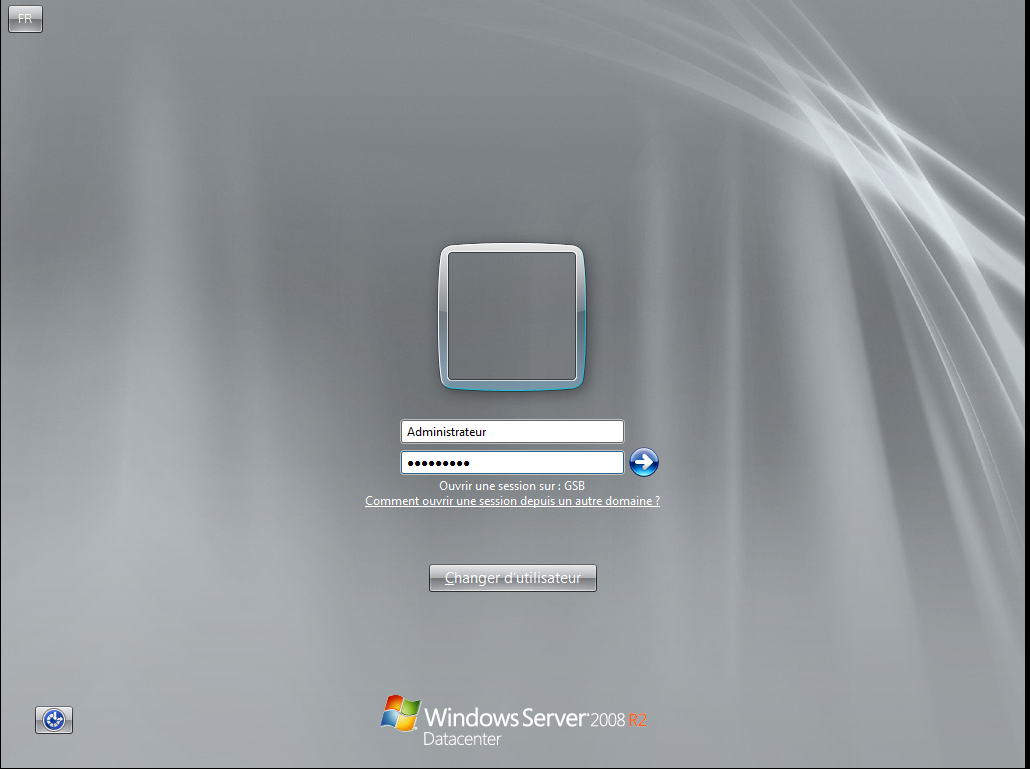 FR
Administrateur
●●●●●●●●●
Ouvrir une session sur : GSB
Comment ouvrir une session depuis un autre domaine ?
Changer d'utilisateur
Windows Server 2008 R2
Datacenter